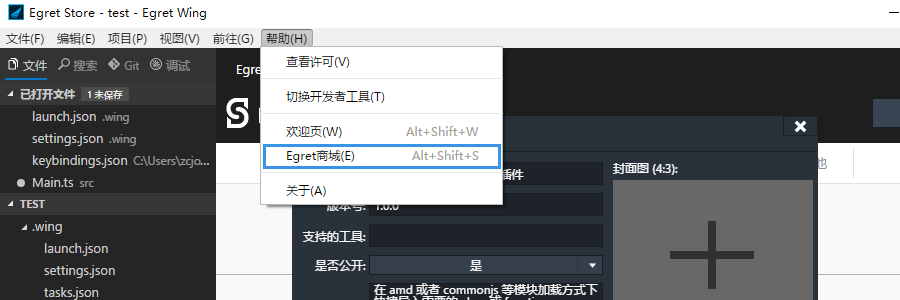 Egret Store - test - Egret Wing
文件(F) 编辑(E) 项目(P) 视图(V) 前往(G) 帮助(H)
文件 搜索 Git 调试
已打开文件 1 未保存
launch.json .wing
settings.json .wing
keybindings.json C:\Users\zcjo...
Main.ts src
TEST
.wing
launch.json
settings.json
tasks.json
Egre
查看许可(V)
切换开发者工具(T)
欢迎页(W) Alt+Shift+W
Egret商城(E) Alt+Shift+S
关于(A)
他
插件
版本号: 1.0.0
支持的工具:
是否公开: 是
在 amd 或者 commonjs 等模块加载方式下
封面图 (4:3):